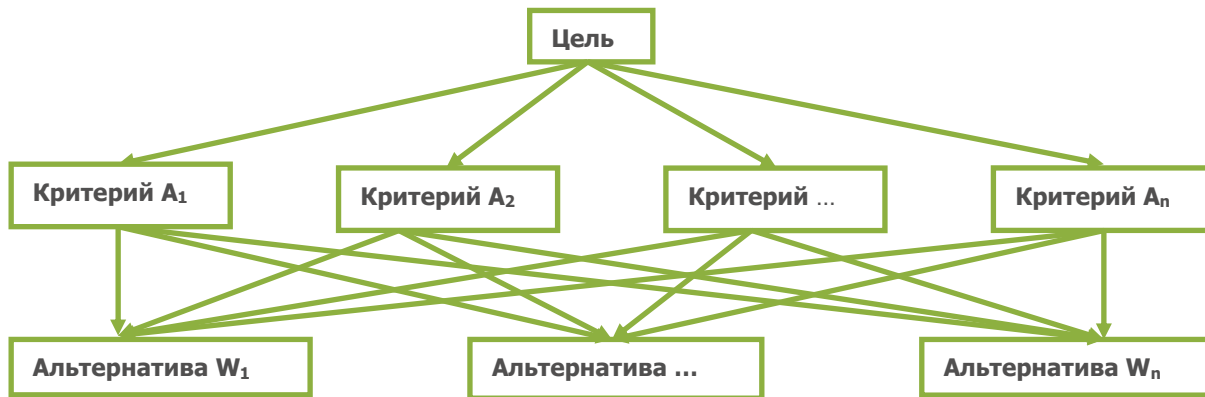 Цель
Критерий A₁
Критерий A₂
Критерий ...
Критерий Aₙ
Альтернатива W₁
Альтернатива ...
Альтернатива Wₙ